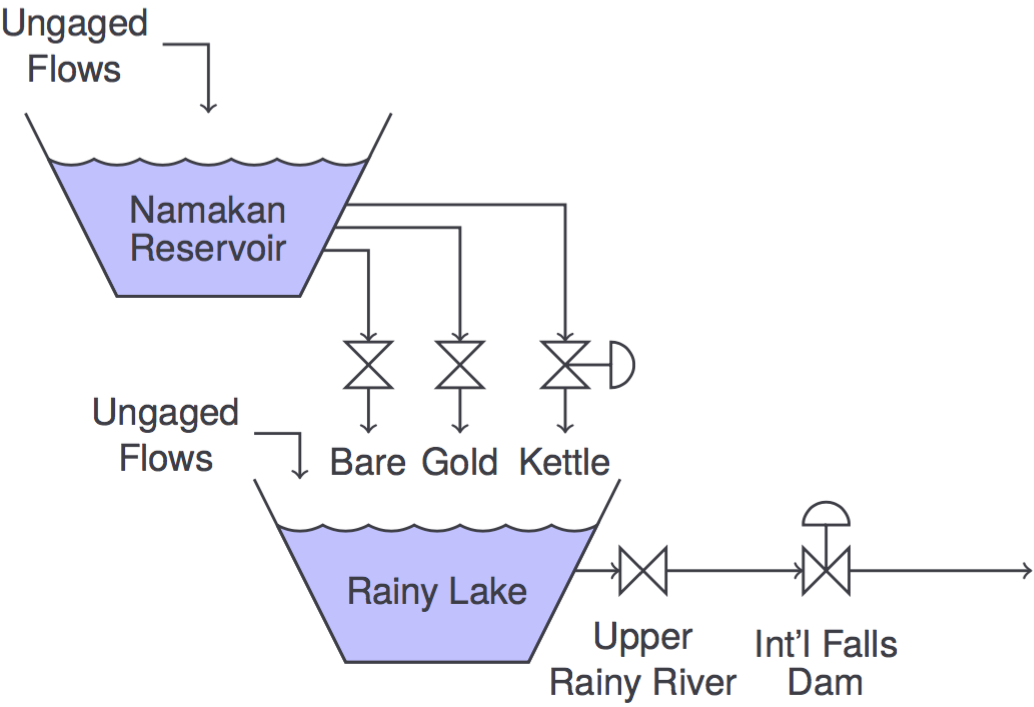 Ungaged
Flows
Namakan
Reservoir
Ungaged
Flows
Bare Gold Kettle
Rainy Lake
Upper
Rainy River
Int'l Falls
Dam